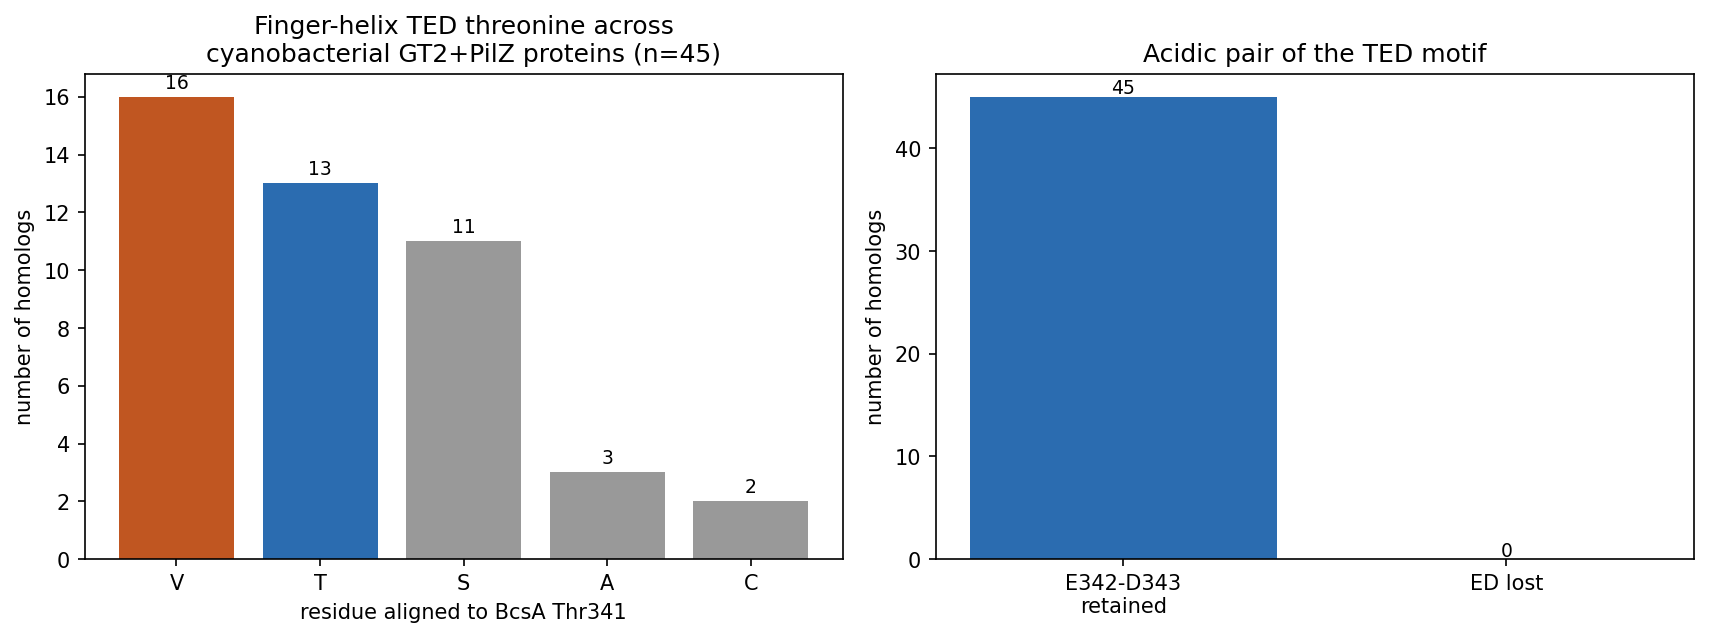 Finger-helix TED threonine across
cyanobacterial GT2+PilZ proteins (n=45)
number of homologs
16
14
12
10
8
6
4
2
0
16
13
11
3
2
V
T
S
A
C
residue aligned to BcsA Thr341
Acidic pair of the TED motif
number of homologs
40
30
20
10
0
45
0
E342-D343
retained
ED lost